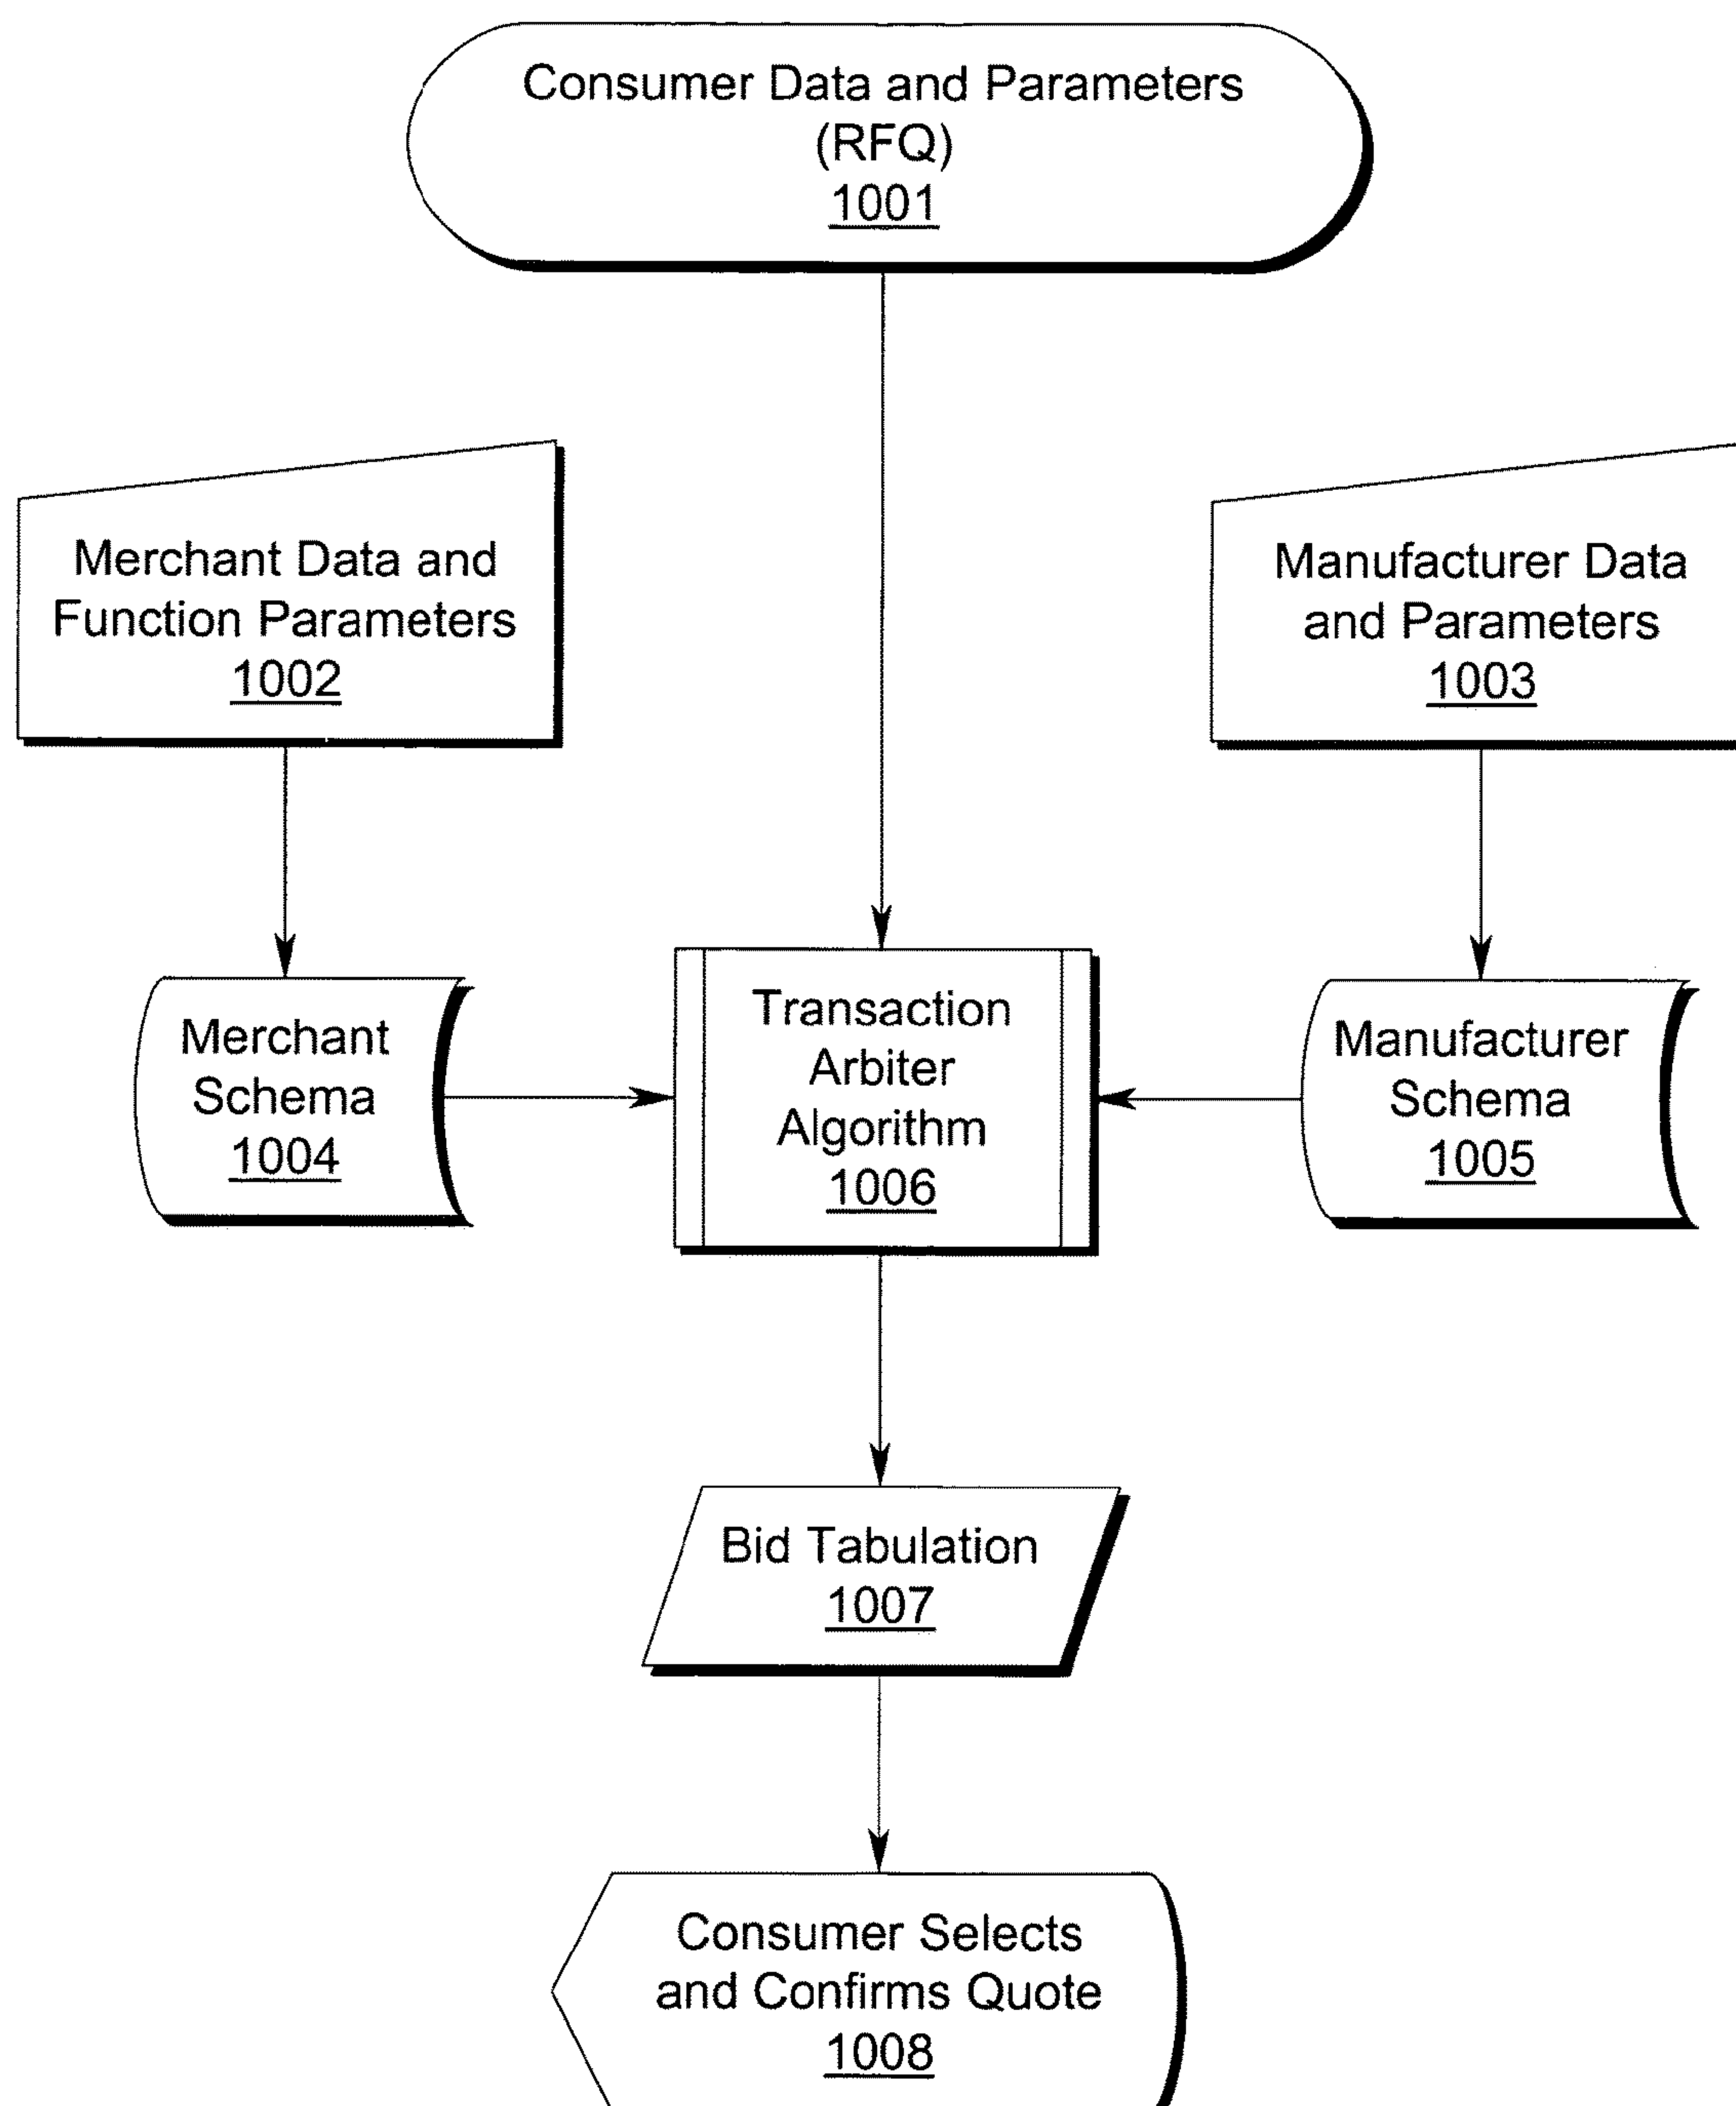 Consumer Data and Parameters
(RFQ)
1001
Merchant Data and
Function Parameters
1002
Manufacturer Data
and Parameters
1003
Merchant
Schema
1004
Transaction
Arbiter
Algorithm
1006
Manufacturer
Schema
1005
Bid Tabulation
1007
Consumer Selects
and Confirms Quote
1008